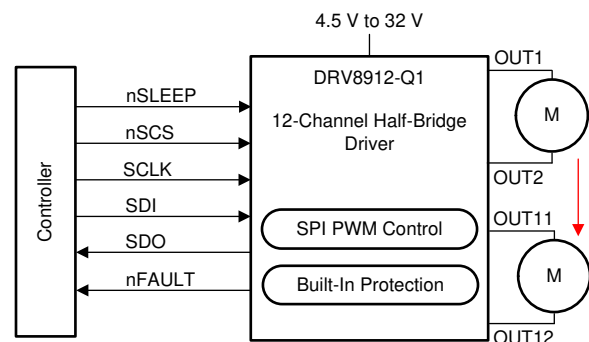 4.5 V to 32 V
DRV8912-Q1
12-Channel Half-Bridge
Driver
SPI PWM Control
Built-In Protection
Controller
nSLEEP
nSCS
SCLK
SDI
SDO
nFAULT
OUT1
M
OUT2
OUT11
M
OUT12